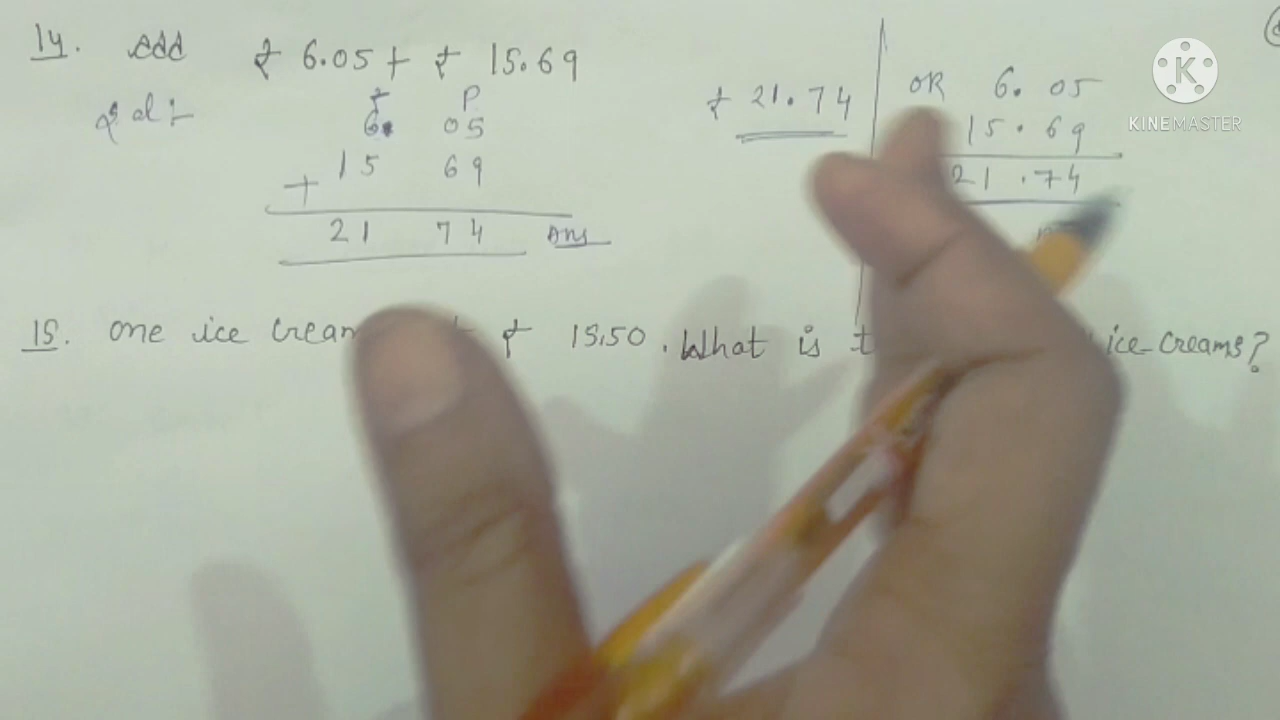 14. Add ₹ 6.05 + ₹ 15.69
Sol:-
₹ P
6. 05
+ 15 69
21 74 Ans
₹ 21.74
OR 6. 05
15.69
21.74
KINEMASTER
15. One ice cream ₹ 15.50. What is ice-creams?